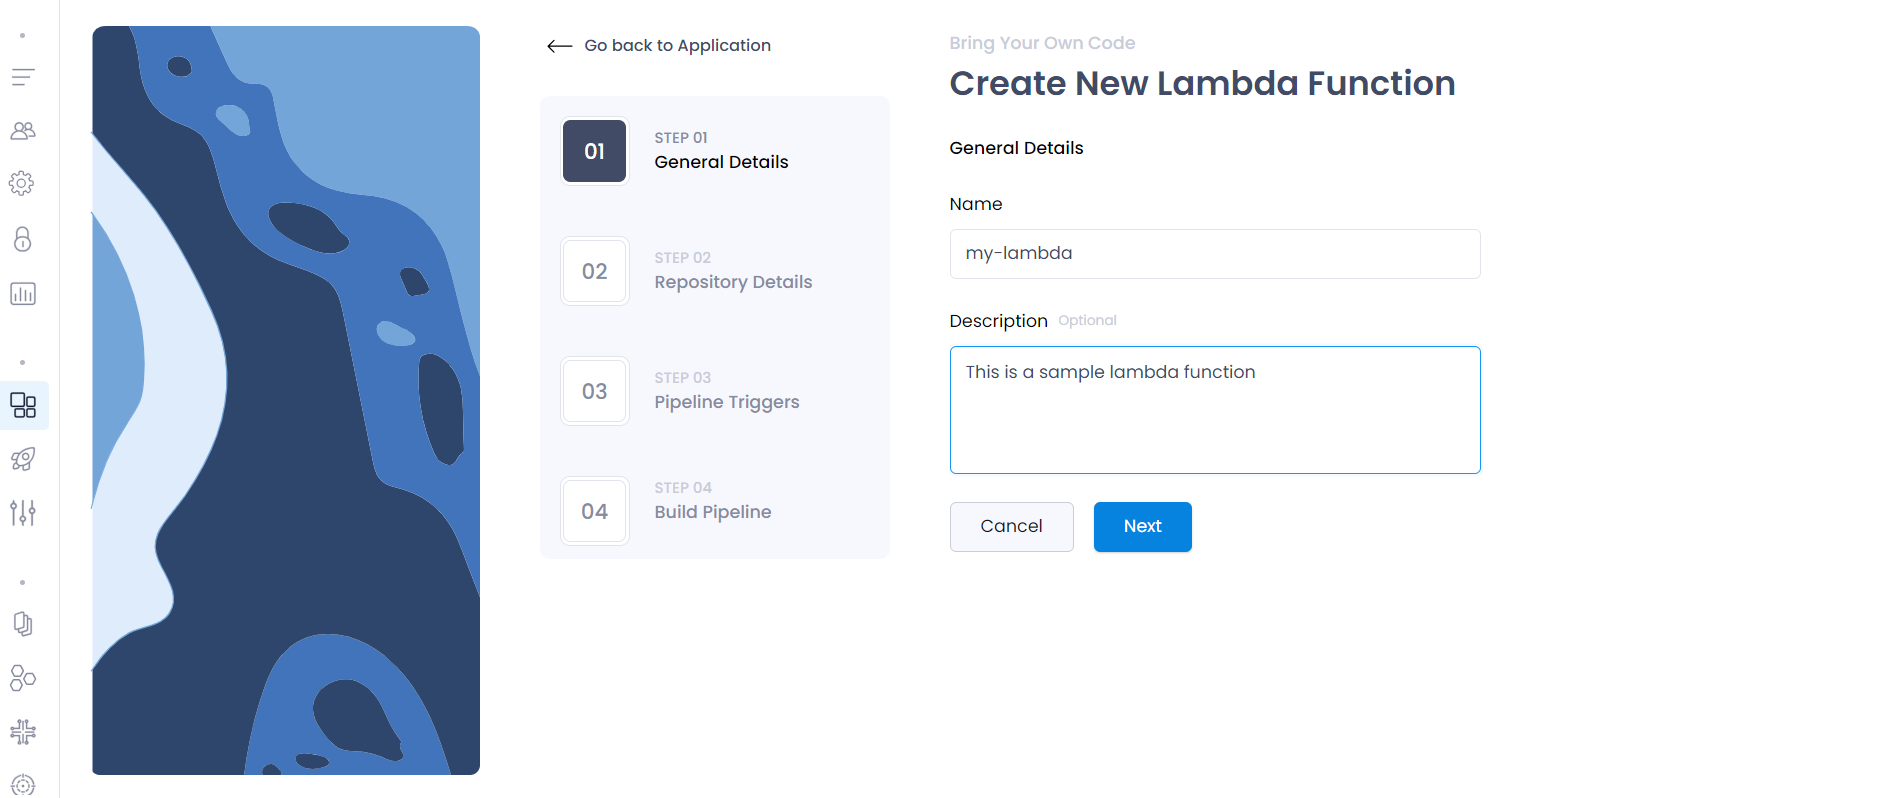 Go back to Application
01
STEP 01
General Details
02
STEP 02
Repository Details
03
STEP 03
Pipeline Triggers
04
STEP 04
Build Pipeline
Bring Your Own Code
Create New Lambda Function
General Details
Name
my-lambda
Description Optional
This is a sample lambda function
Cancel Next